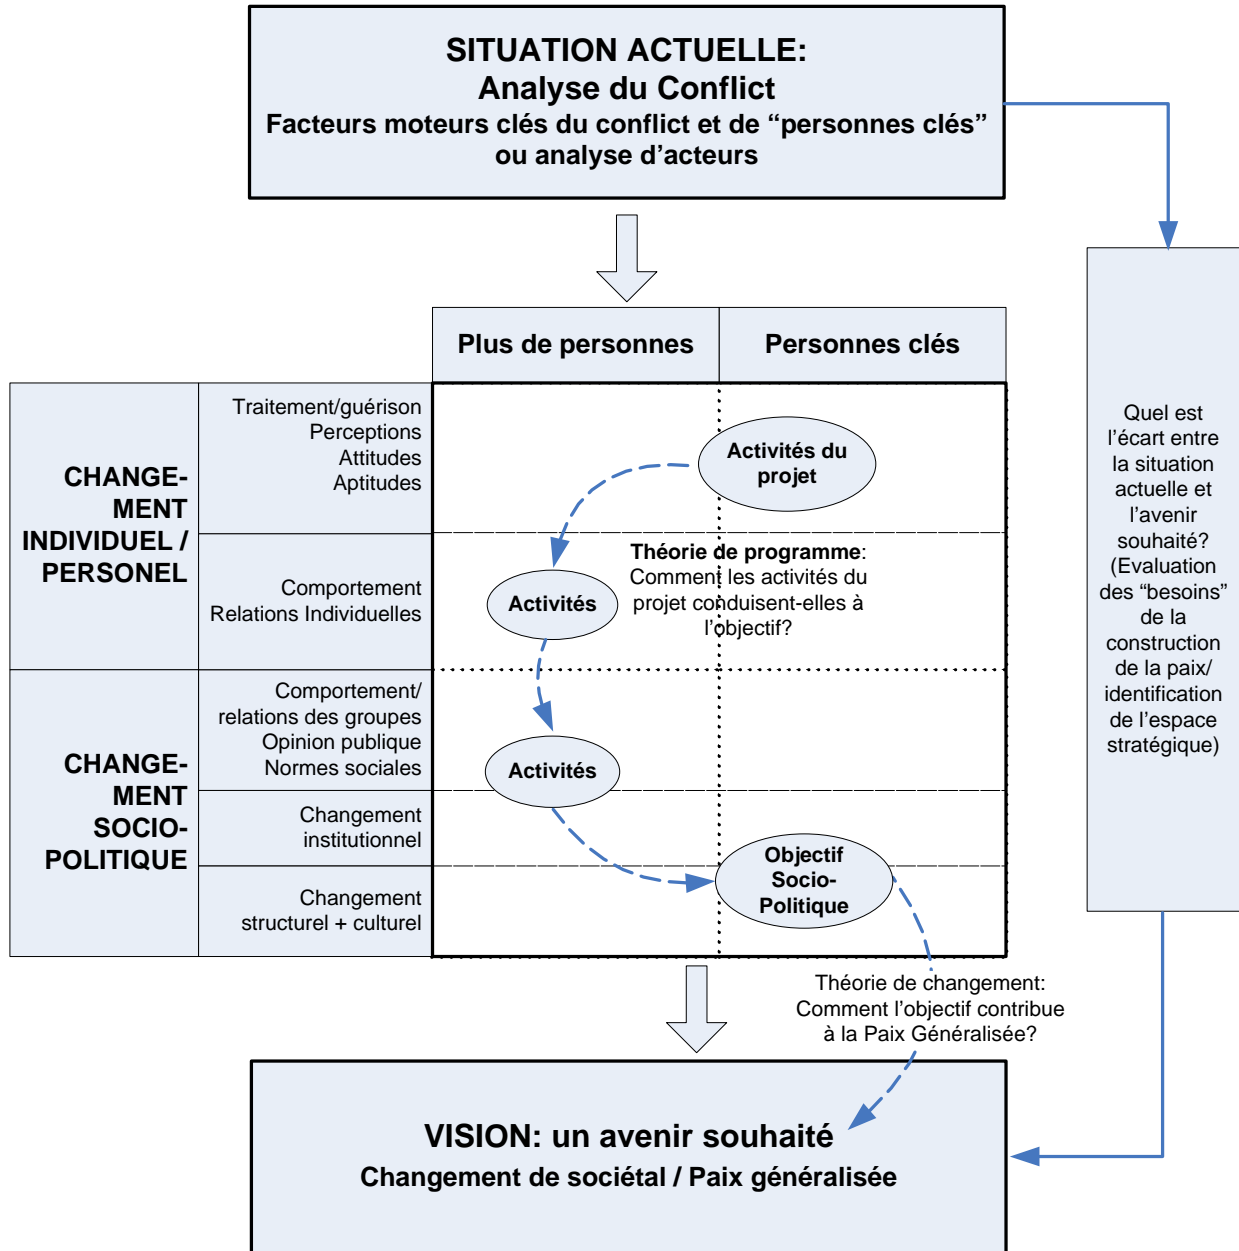 SITUATION ACTUELLE:
Analyse du Conflict
Facteurs moteurs clés du conflict et de “personnes clés”
ou analyse d’acteurs
Plus de personnes
Personnes clés
CHANGE-
MENT
INDIVIDUEL /
PERSONEL
Traitement/guérison
Perceptions
Attitudes
Aptitudes
Activités du
projet
Comportement
Relations Individuelles
Activités
Théorie de programme:
Comment les activités du
projet conduisent-elles à
l’objectif?
CHANGE-
MENT
SOCIO-
POLITIQUE
Comportement/
relations des groupes
Opinion publique
Normes sociales
Activités
Changement
institutionnel
Changement
structurel + culturel
Objectif
Socio-
Politique
Théorie de changement:
Comment l’objectif contribue
à la Paix Généralisée?
Quel est
l’écart entre
la situation
actuelle et
l’avenir
souhaité?
(Evaluation
des “besoins”
de la
construction
de la paix/
identification
de l’espace
stratégique)
VISION: un avenir souhaité
Changement de sociétal / Paix généralisée